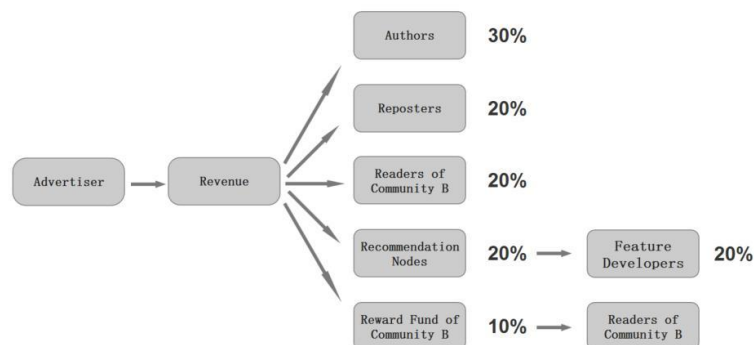 Authors 30%
Reposters 20%
Advertiser
Revenue
Readers of
Community B
20%
Recommendation
Nodes
20%
Feature
Developers
20%
Reward Fund of
Community B
10%
Readers of
Community B